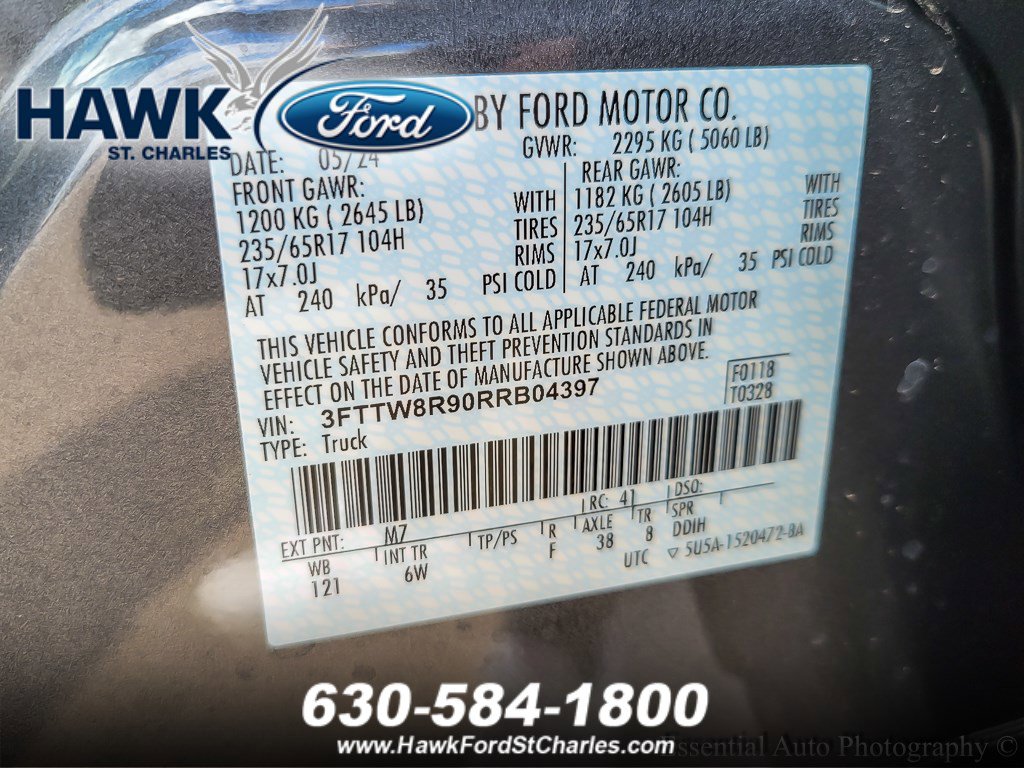 HAWK
ST. CHARLES
Ford
BY FORD MOTOR CO.
DATE: 05/24
GVWR: 2295 KG ( 5060 LB)
FRONT GAWR:
1200 KG ( 2645 LB) WITH
235/65R17 104H TIRES
17x7.0J RIMS
AT 240 kPa/ 35 PSI COLD
REAR GAWR:
1182 KG ( 2605 LB) WITH
235/65R17 104H TIRES
17x7.0J RIMS
AT 240 kPa/ 35 PSI COLD
THIS VEHICLE CONFORMS TO ALL APPLICABLE FEDERAL MOTOR
VEHICLE SAFETY AND THEFT PREVENTION STANDARDS IN
EFFECT ON THE DATE OF MANUFACTURE SHOWN ABOVE.
VIN: 3FTTW8R90RRB04397
F0118
T0328
TYPE: Truck
EXT PNT: M7 RC: 41 DSO:
WB INT TR TP/PS R AXLE TR SPR
121 6W F 38 8 DDIH
UTC ▽ 5U5A-1520472-BA
630-584-1800
www.HawkFordStCharles.com
Essential Auto Photography ©